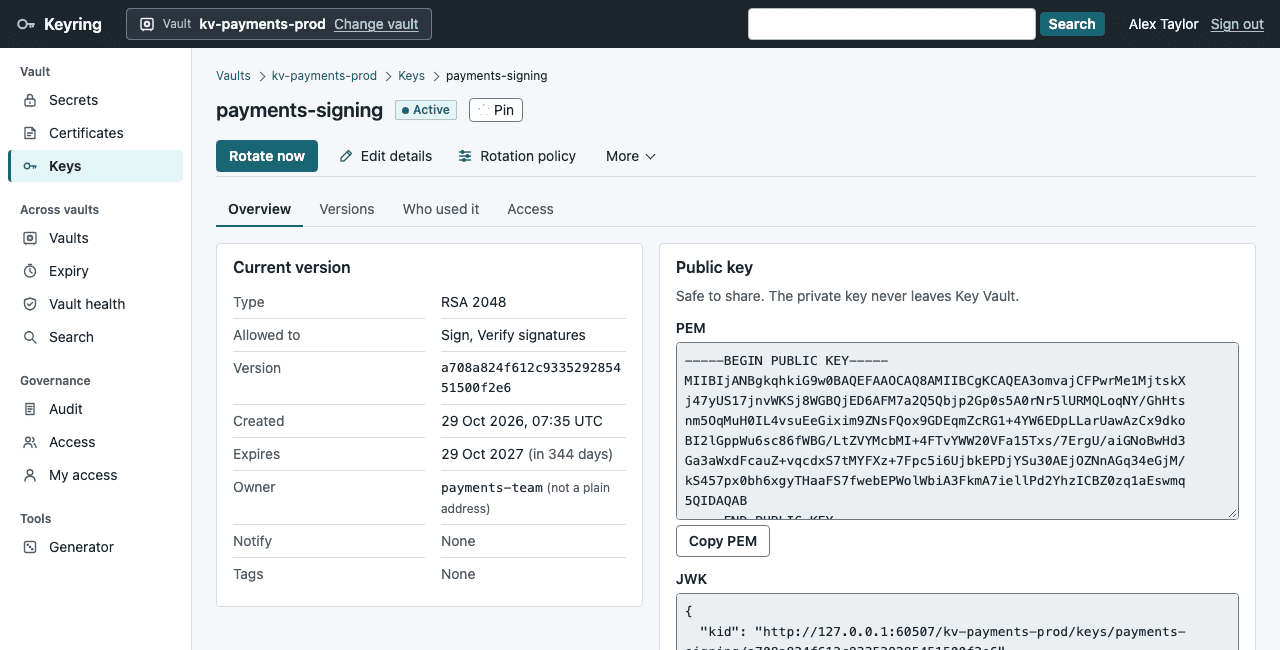 Keyring
Vault kv-payments-prod Change vault
Search
Alex Taylor Sign out
Vault
Secrets
Certificates
Keys
Across vaults
Vaults
Expiry
Vault health
Search
Governance
Audit
Access
My access
Tools
Generator
Vaults kv-payments-prod Keys payments-signing
payments-signing Active Pin
Rotate now Edit details Rotation policy More
Overview Versions Who used it Access
Current version
Type RSA 2048
Allowed to Sign, Verify signatures
Version a708a824f612c9335292854
51500f2e6
Created 29 Oct 2026, 07:35 UTC
Expires 29 Oct 2027 (in 344 days)
Owner payments-team (not a plain
address)
Notify None
Tags None
Public key
Safe to share. The private key never leaves Key Vault.
PEM
-----BEGIN PUBLIC KEY-----
MIIBIjANBgkqhkiG9w0BAQEFAAOCAQ8AMIIBCgKCAQEA3omvajCFPwrMe1MjtskX
j47yUS17jnvWKSj8WGBQjED6AFM7a2Q5Qbjp2Gp0s5A0rNr5lURMQLoqNY/GhHts
nm5OqMuH0IL4vsuEeGixim9ZNsFQox9GDEqmZcRG1+4YW6EDpLLarUawAzCx9dko
BI2lGppWu6sc86fWBG/LtZVYMcbMI+4FTvYWW20VFa15Txs/7ErgU/aiGNoBwHd3
Ga3aWxdFcauZ+vqcdxS7tMYFXz+7Fpc5i6UjbkEPDjYSu30AEjOZNnAGq34eGjM/
kS457px0bh6xgyTHaaFS7fwebEPWolWbiA3FkmA7iellPd2YhzICBZ0zq1aEswmq
5QIDAQAB
-----END PUBLIC KEY-----
Copy PEM
JWK
{
"kid": "http://127.0.0.1:60507/kv-payments-prod/keys/payments-
signing/a708a824f612c933529285451500f2e6"